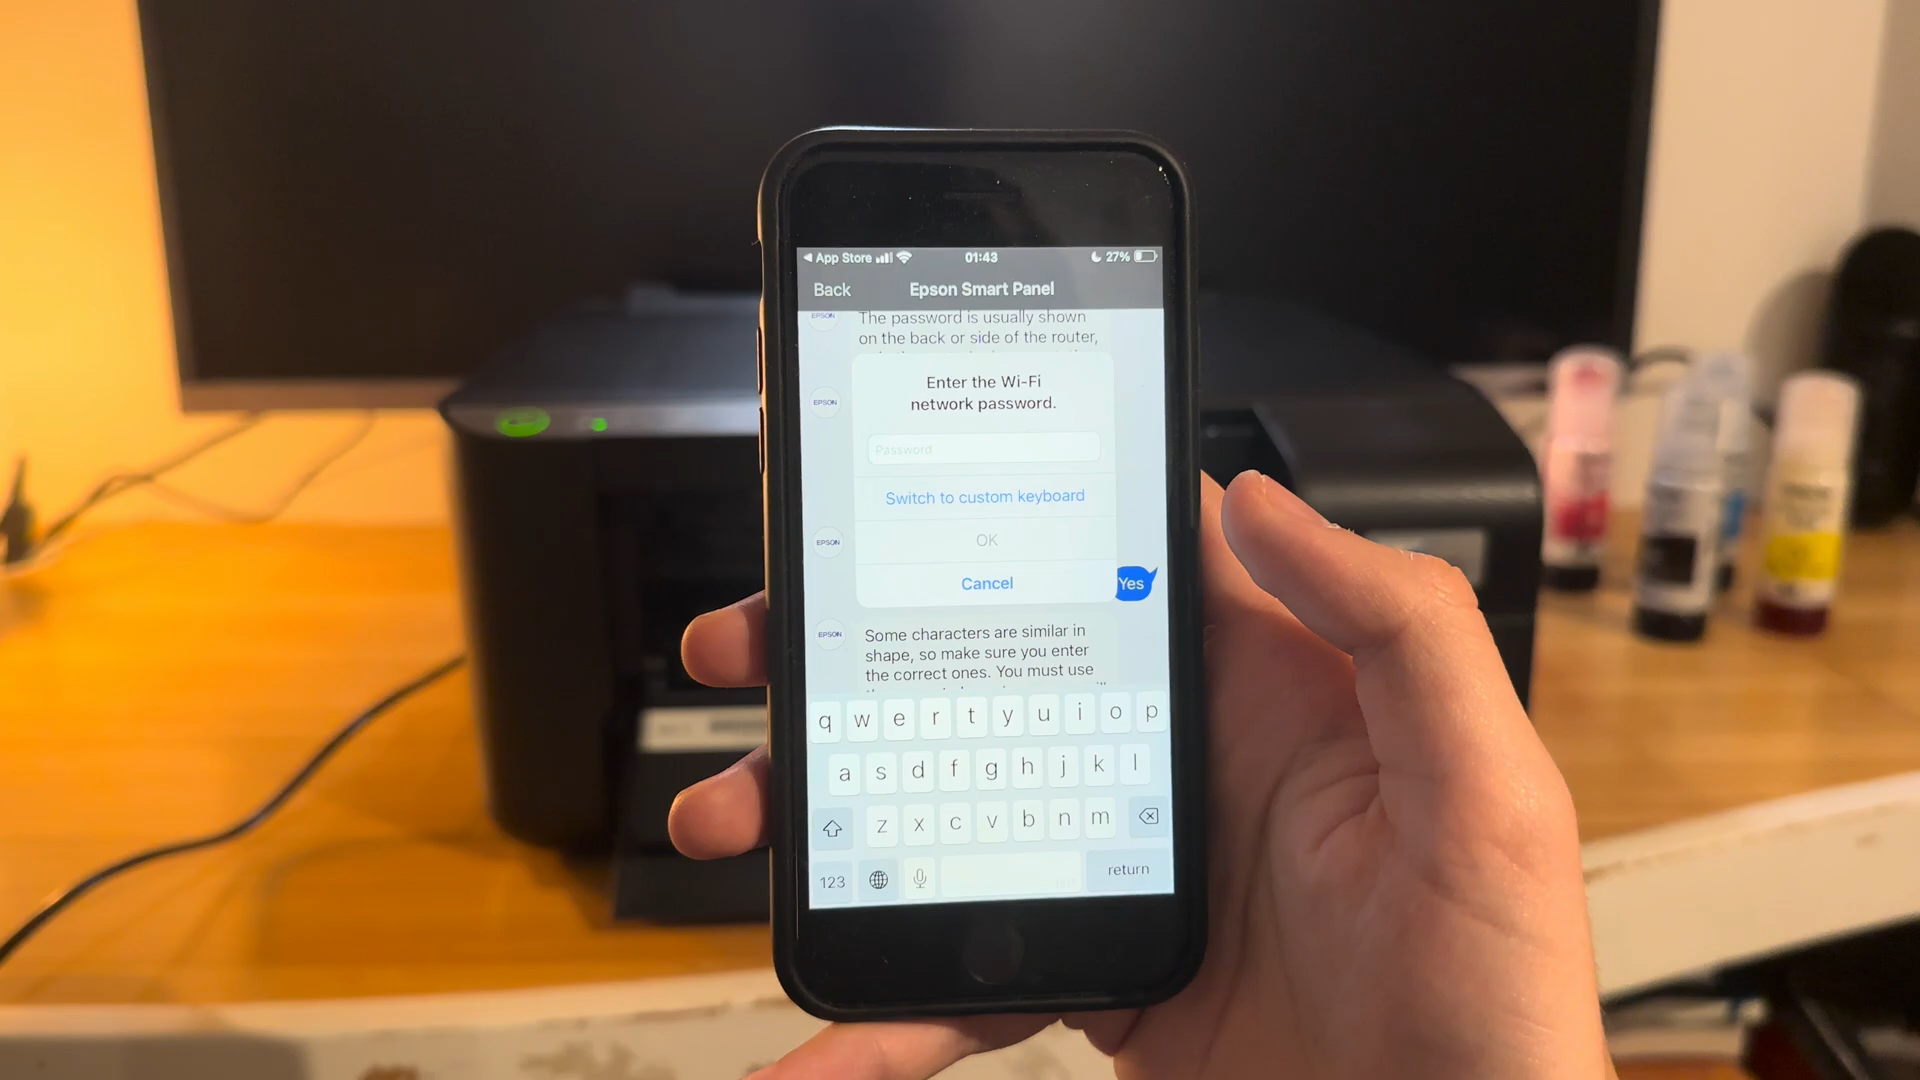 ◀ App Store 01:43 27%
Back Epson Smart Panel
EPSON The password is usually shown
on the back or side of the router,
Enter the Wi-Fi
network password.
EPSON
Password
Switch to custom keyboard
EPSON OK
Cancel Yes
EPSON Some characters are similar in
shape, so make sure you enter
the correct ones. You must use
q w e r t y u i o p
a s d f g h j k l
z x c v b n m
123 return